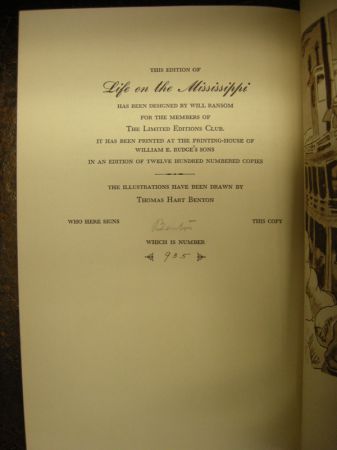 THIS EDITION OF
Life on the Mississippi
HAS BEEN DESIGNED BY WILL RANSOM
FOR THE MEMBERS OF
THE LIMITED EDITIONS CLUB.
IT HAS BEEN PRINTED AT THE PRINTING-HOUSE OF
WILLIAM E. RUDGE'S SONS
IN AN EDITION OF TWELVE HUNDRED NUMBERED COPIES
THE ILLUSTRATIONS HAVE BEEN DRAWN BY
THOMAS HART BENTON
WHO HERE SIGNS Benton THIS COPY
WHICH IS NUMBER
935